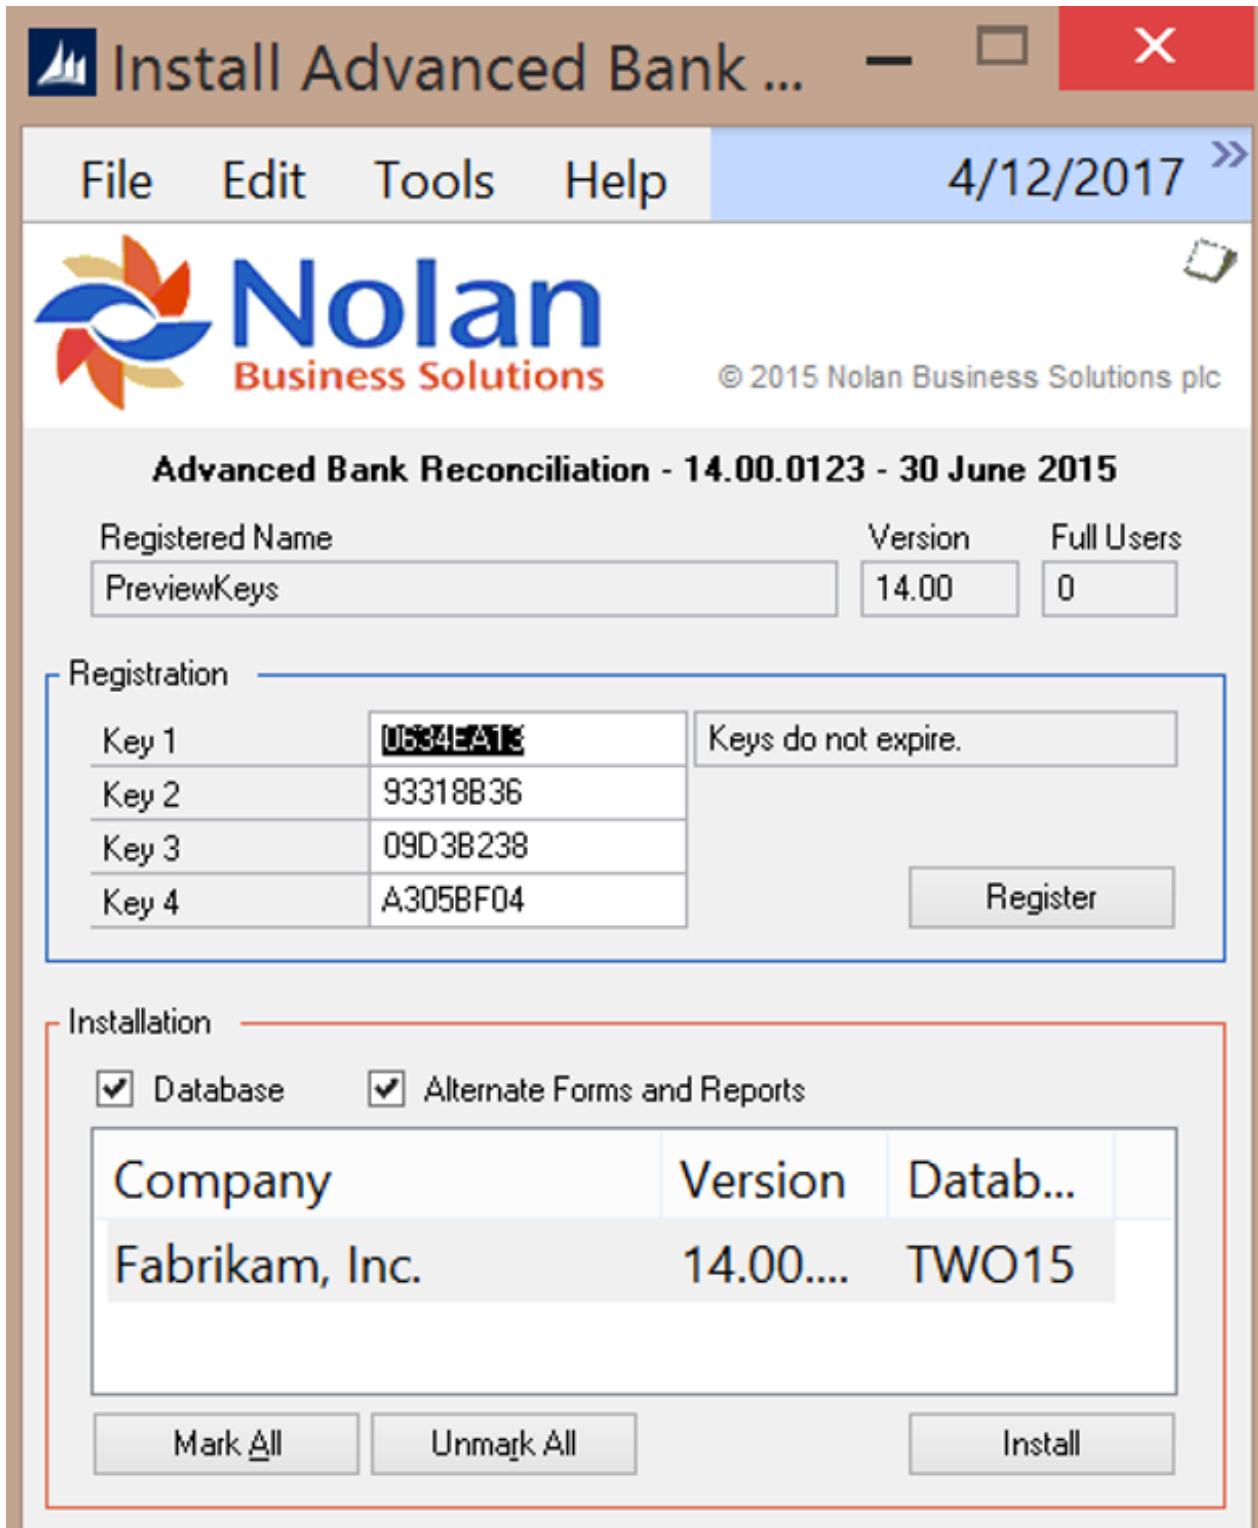 Install Advanced Bank ...
File Edit Tools Help 4/12/2017 »
Nolan
Business Solutions
© 2015 Nolan Business Solutions plc
Advanced Bank Reconciliation - 14.00.0123 - 30 June 2015
Registered Name Version Full Users
PreviewKeys 14.00 0
Registration
Key 1 0634EA13 Keys do not expire.
Key 2 93318B36
Key 3 09D3B238
Key 4 A305BF04
Register
Installation
Database Alternate Forms and Reports
Company Version Datab...
Fabrikam, Inc. 14.00.... TWO15
Mark All Unmark All Install